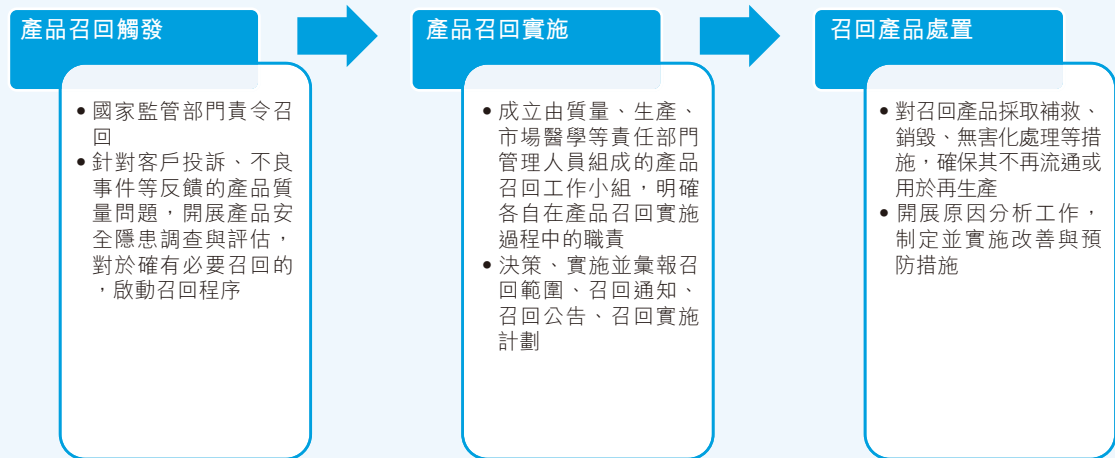 產品召回觸發
• 國家監管部門責令召
回
• 針對客戶投訴、不良
事件等反饋的產品質
量問題，開展產品安
全隱患調查與評估，
對於確有必要召回的
，啟動召回程序
產品召回實施
• 成立由質量、生產、
市場醫學等責任部門
管理人員組成的產品
召回工作小組，明確
各自在產品召回實施
過程中的職責
• 決策、實施並彙報召
回範圍、召回通知、
召回公告、召回實施
計劃
召回產品處置
• 對召回產品採取補救、
銷毀、無害化處理等措
施，確保其不再流通或
用於再生產
• 開展原因分析工作，
制定並實施改善與預
防措施